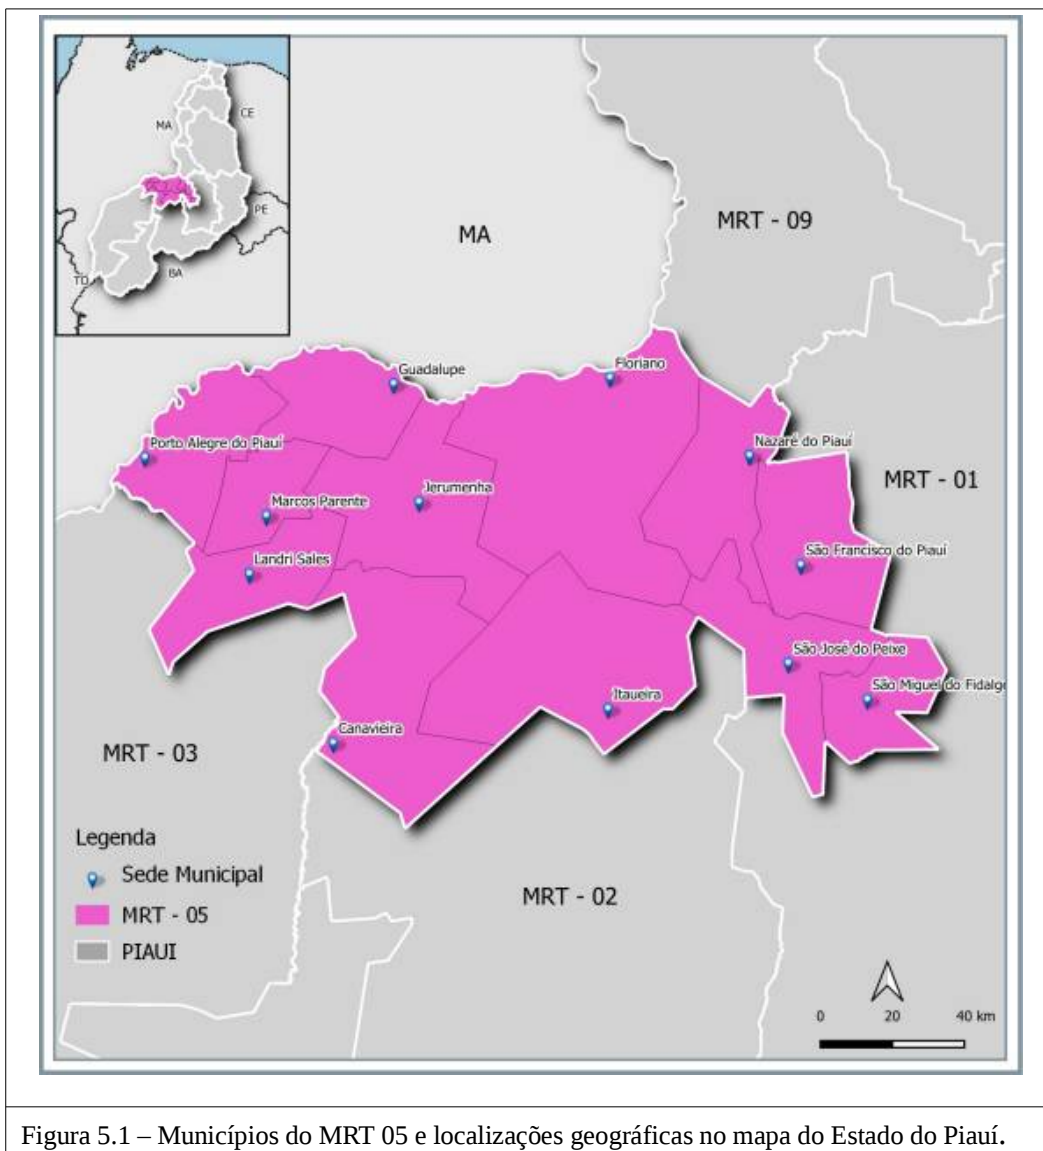 MA
CE
PE
BA
TO
MA
MRT - 09
Guadalupe
Floriano
Porto Alegre do Piauí
Nazaré do Piauí
Jerumenha
Marcos Parente
MRT - 01
Landri Sales
São Francisco do Piauí
São José do Peixe
São Miguel do Fidalg
Itaueira
Canavieira
MRT - 03
MRT - 02
Legenda
Sede Municipal
MRT - 05
PIAUI
0 20 40 km
Figura 5.1 – Municípios do MRT 05 e localizações geográficas no mapa do Estado do Piauí.